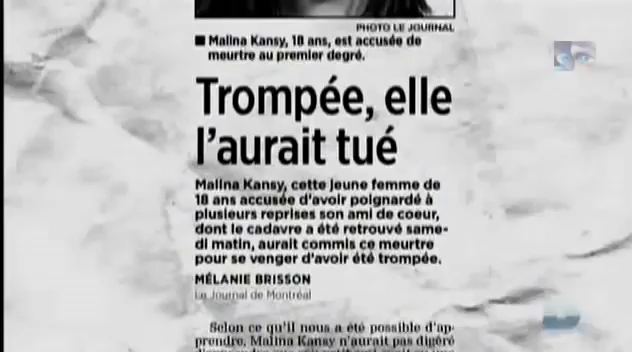 PHOTO LE JOURNAL
■ Malina Kansy, 18 ans, est accusée de
meurtre au premier degré.
Trompée, elle
l'aurait tué
Malina Kansy, cette jeune femme de
18 ans accusée d'avoir poignardé à
plusieurs reprises son ami de coeur,
dont le cadavre a été retrouvé same-
di matin, aurait commis ce meurtre
pour se venger d'avoir été trompée.
MÉLANIE BRISSON
Le Journal de Montréal
Selon ce qu'il nous a été possible d'ap-
prendre, Malina Kansy n'aurait pas digéré